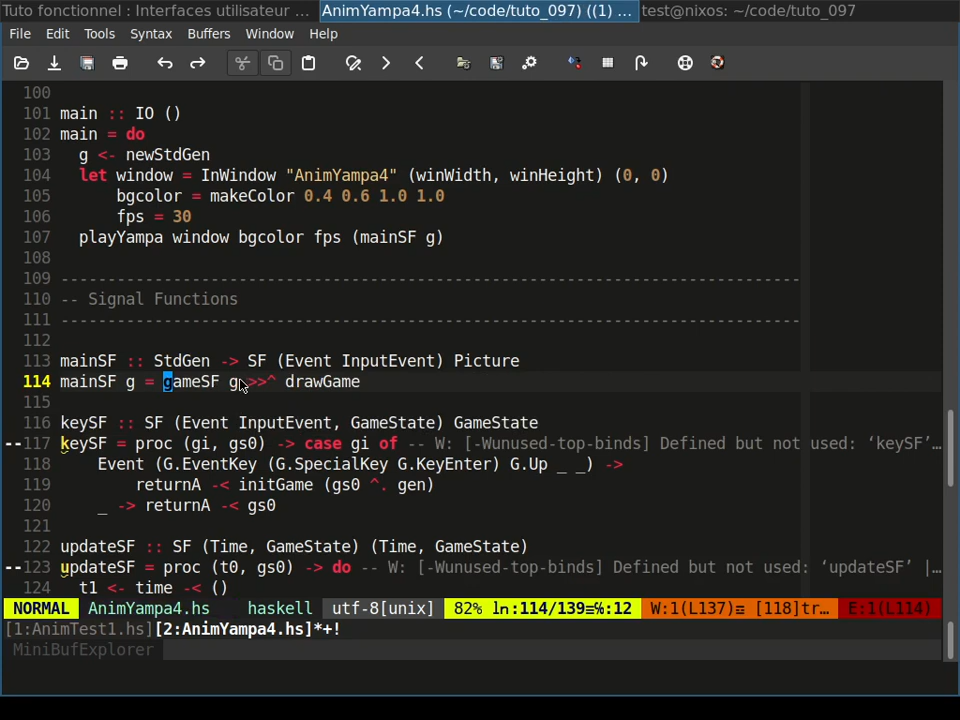 Tuto fonctionnel : Interfaces utilisateur ... AnimYampa4.hs (~/code/tuto_097) ((1) ... test@nixos: ~/code/tuto_097
File Edit Tools Syntax Buffers Window Help
100
101 main :: IO ()
102 main = do
103   g <- newStdGen
104   let window = InWindow "AnimYampa4" (winWidth, winHeight) (0, 0)
105       bgcolor = makeColor 0.4 0.6 1.0 1.0
106       fps = 30
107   playYampa window bgcolor fps (mainSF g)
108
109 -------------------------------------------------------------------------------
110 -- Signal Functions
111 -------------------------------------------------------------------------------
112
113 mainSF :: StdGen -> SF (Event InputEvent) Picture
114 mainSF g = gameSF g >>^ drawGame
115
116 keySF :: SF (Event InputEvent, GameState) GameState
--117 keySF = proc (gi, gs0) -> case gi of -- W: [-Wunused-top-binds] Defined but not used: ‘keySF’…
118     Event (G.EventKey (G.SpecialKey G.KeyEnter) G.Up _ _) ->
119         returnA -< initGame (gs0 ^. gen)
120     _ -> returnA -< gs0
121
122 updateSF :: SF (Time, GameState) (Time, GameState)
--123 updateSF = proc (t0, gs0) -> do -- W: [-Wunused-top-binds] Defined but not used: ‘updateSF’ |…
124   t1 <- time -< ()
NORMAL AnimYampa4.hs haskell utf-8[unix] 82% ln:114/139≡℅:12 W:1(L137)≡ [118]tr… E:1(L114)
[1:AnimTest1.hs][2:AnimYampa4.hs]*+!
MiniBufExplorer